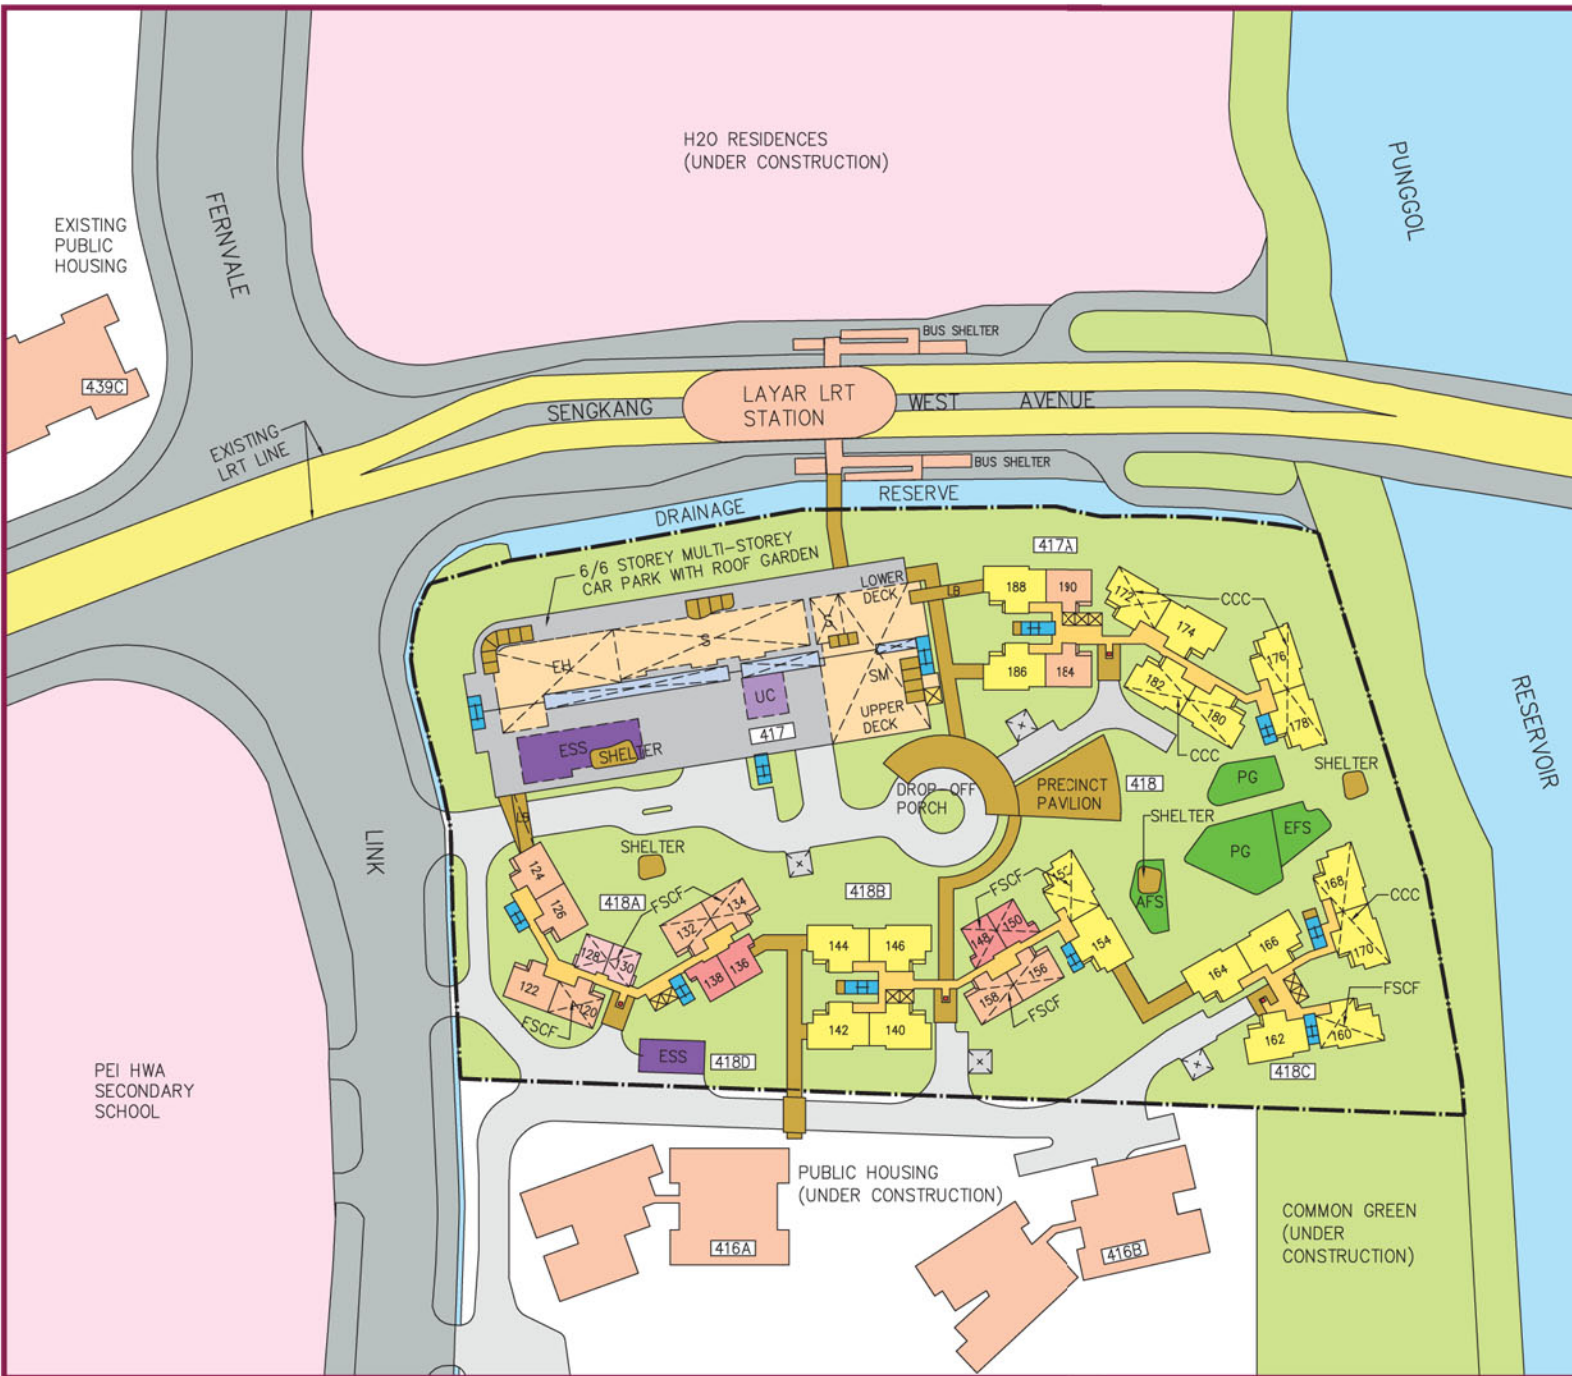 H2O RESIDENCES
(UNDER CONSTRUCTION)
PUNGGOL
FERNVALE
EXISTING
PUBLIC
HOUSING
439C
BUS SHELTER
LAYAR LRT
STATION
SENGKANG
WEST
AVENUE
EXISTING
LRT LINE
BUS SHELTER
DRAINAGE
RESERVE
417A
6/6 STOREY MULTI-STOREY
CAR PARK WITH ROOF GARDEN
LOWER
DECK
LB
188
190
172
174
CCC
S
S
EH
SM
UC
UPPER
DECK
186
184
182
180
176
178
CCC
417
ESS
SHELTER
DROP-OFF
PORCH
PRECINCT
PAVILION
418
PG
SHELTER
SHELTER
EFS
PG
AFS
RESERVOIR
LB
LINK
SHELTER
124
126
418A
FSCF
134
132
128
130
138
136
122
120
FSCF
418B
144
146
142
140
FSCF
148
150
154
156
158
FSCF
168
CCC
170
166
164
162
160
FSCF
418C
ESS
418D
PEI HWA
SECONDARY
SCHOOL
PUBLIC HOUSING
(UNDER CONSTRUCTION)
416A
416B
COMMON GREEN
(UNDER
CONSTRUCTION)